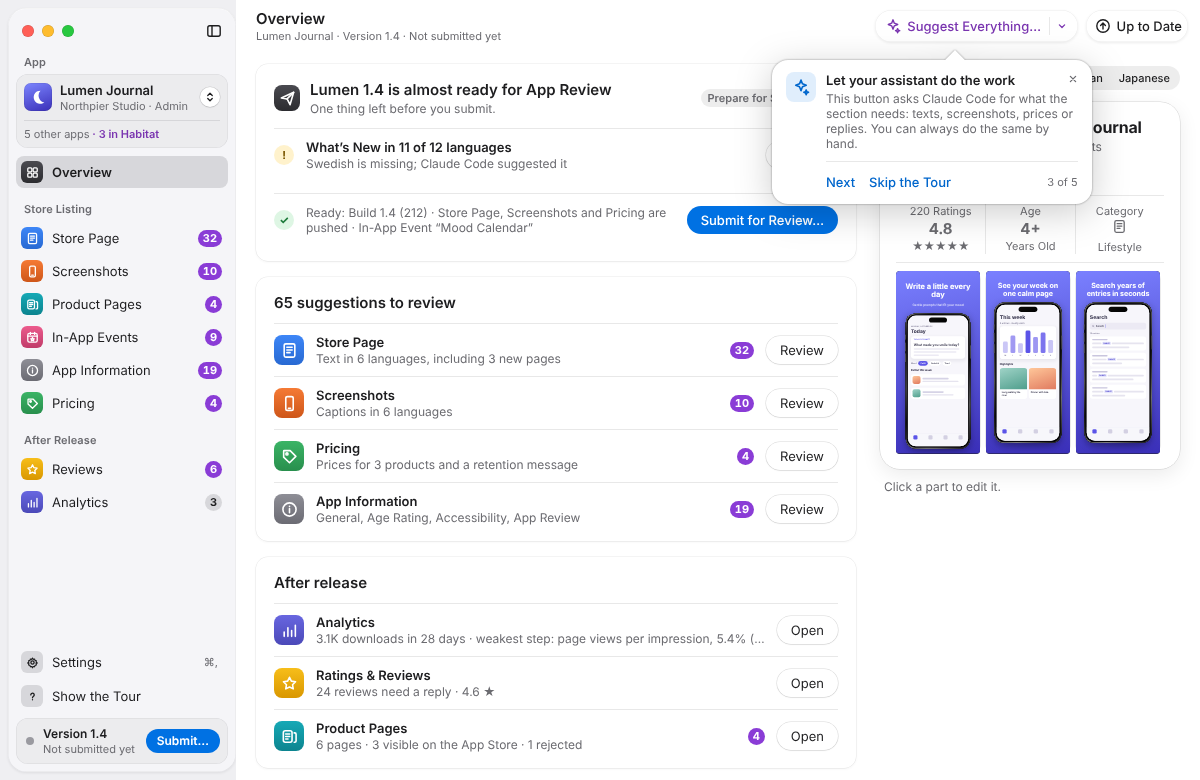 App
Lumen Journal
Northpier Studio · Admin
5 other apps · 3 in Habitat
Overview
Store Listing
Store Page 32
Screenshots 10
Product Pages 4
In-App Events 9
App Information 19
Pricing 4
After Release
Reviews 6
Analytics 3
Settings ⌘,
? Show the Tour
Version 1.4
Not submitted yet
Submit...
Overview
Lumen Journal · Version 1.4 · Not submitted yet
Suggest Everything...
Up to Date
Lumen 1.4 is almost ready for App Review
One thing left before you submit.
Prepare for
What's New in 11 of 12 languages
Swedish is missing; Claude Code suggested it
Ready: Build 1.4 (212) · Store Page, Screenshots and Pricing are
pushed · In-App Event “Mood Calendar”
Submit for Review...
65 suggestions to review
Store Page
Text in 6 languages, including 3 new pages
32 Review
Screenshots
Captions in 6 languages
10 Review
Pricing
Prices for 3 products and a retention message
4 Review
App Information
General, Age Rating, Accessibility, App Review
19 Review
After release
Analytics
3.1K downloads in 28 days · weakest step: page views per impression, 5.4% (...
Open
Ratings & Reviews
24 reviews need a reply · 4.6 ★
Open
Product Pages
6 pages · 3 visible on the App Store · 1 rejected
4 Open
Let your assistant do the work
This button asks Claude Code for what the
section needs: texts, screenshots, prices or
replies. You can always do the same by
hand.
Next Skip the Tour 3 of 5
Japanese
220 Ratings
4.8
★★★★★
Age
4+
Years Old
Category
Lifestyle
Write a little every
day
Today
See your week on
one calm page
This week
Search years of
entries in seconds
Search
Click a part to edit it.